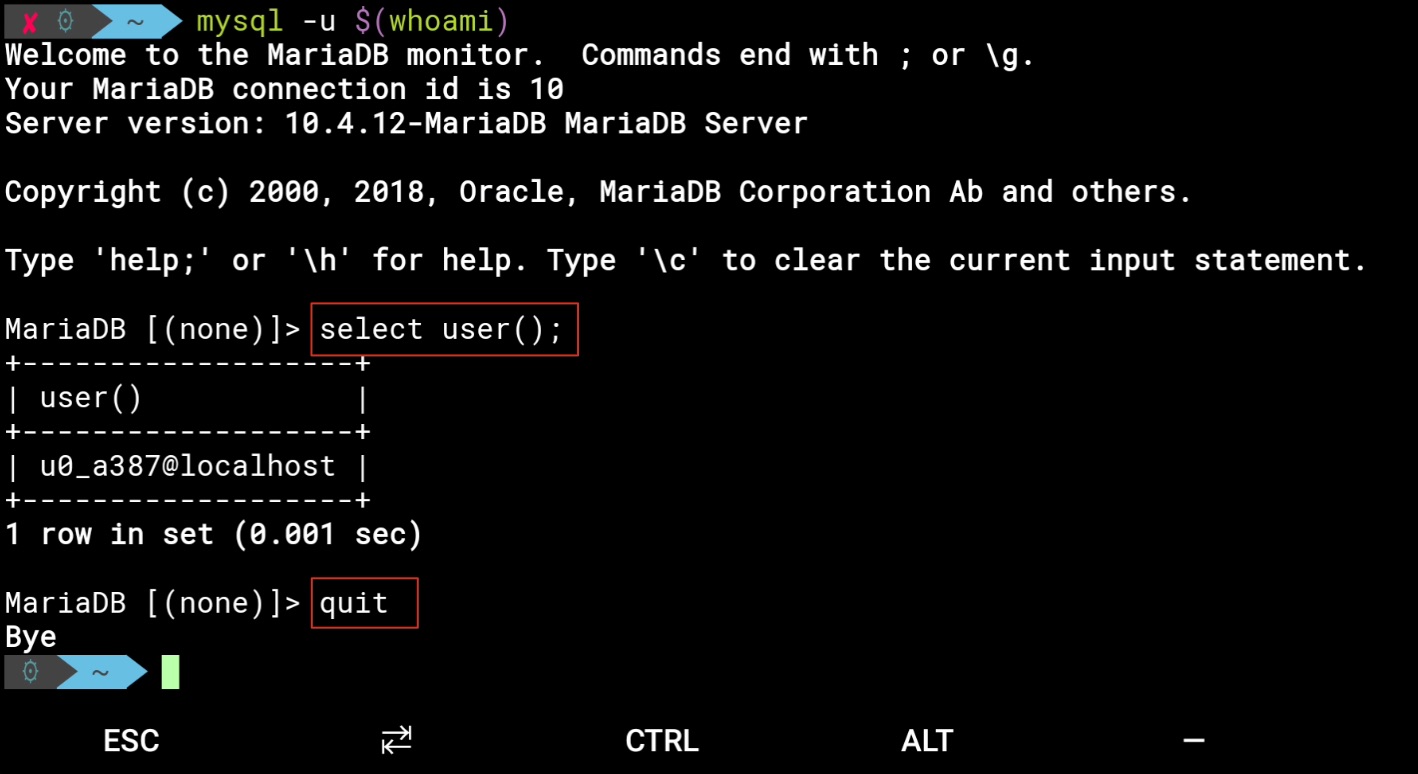 ✘ ⚙ ~ mysql -u $(whoami)
Welcome to the MariaDB monitor.  Commands end with ; or \g.
Your MariaDB connection id is 10
Server version: 10.4.12-MariaDB MariaDB Server
Copyright (c) 2000, 2018, Oracle, MariaDB Corporation Ab and others.
Type 'help;' or '\h' for help. Type '\c' to clear the current input statement.
MariaDB [(none)]> select user();
+------------------+
| user()           |
+------------------+
| u0_a387@localhost |
+------------------+
1 row in set (0.001 sec)
MariaDB [(none)]> quit
Bye
⚙ ~
ESC ⇄ CTRL ALT —